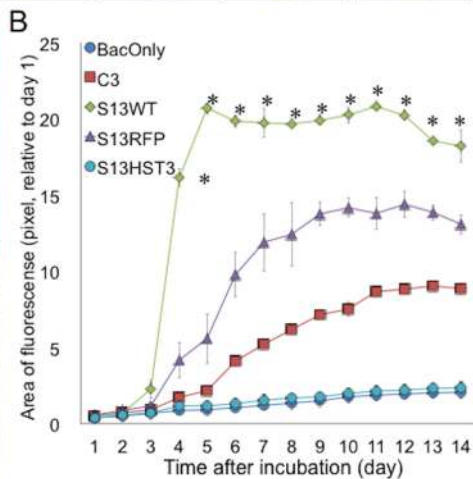 B
25
20
15
10
5
0
BacOnly
C3
S13WT
S13RFP
S13HST3
* * * * * * * * * *
*
Area of fluorescense (pixel, relative to day 1)
1 2 3 4 5 6 7 8 9 10 11 12 13 14
Time after incubation (day)